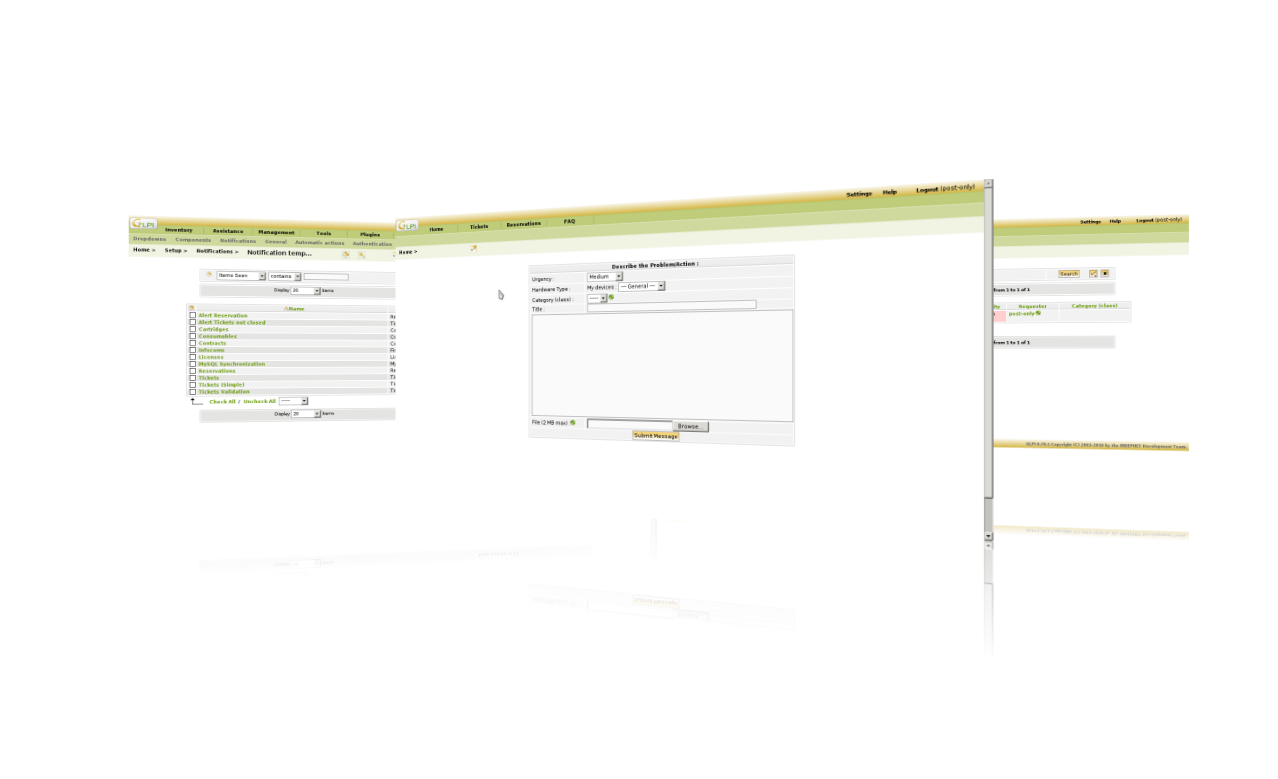 GLPI
Inventory Assistance Management Tools Plugins
Dropdowns Components Notifications General Automatic actions Authentication
Home > Setup > Notifications > Notification temp...
Items Seen contains
Display 20 items
Name
Alert Reservation
Alert Tickets not closed
Cartridges
Consumables
Contracts
Infocoms
Licenses
MySQL Synchronization
Reservations
Tickets
Tickets (Simple)
Tickets Validation
Check All / Uncheck All -----
Display 20 items
Settings Help Logout (post-only)
GLPI
Home Tickets Reservations FAQ
Home >
Describe the Problem/Action :
Urgency : Medium
Hardware Type : My devices : --- General ---
Category (class) : -----
Title :
File (2 MB max) Browse...
Submit Message
Settings Help Logout (post-only)
Search
from 1 to 1 of 1
Requester Category (class)
post-only
from 1 to 1 of 1
Copyright (C) 2003-2010 by the INDEPNET Development Team.